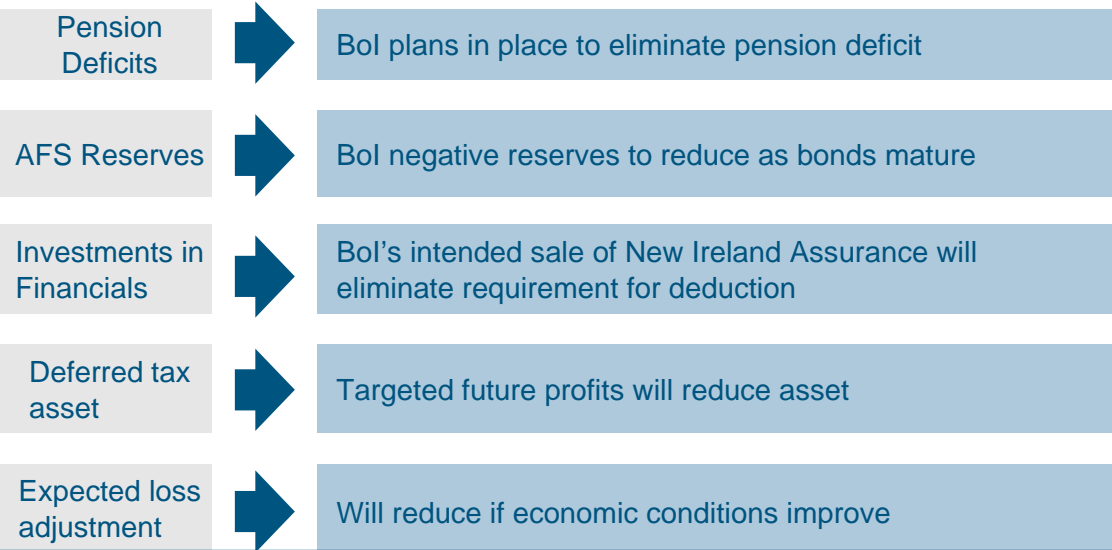 Pension
Deficits
BoI plans in place to eliminate pension deficit
AFS Reserves
BoI negative reserves to reduce as bonds mature
Investments in
Financials
BoI's intended sale of New Ireland Assurance will
eliminate requirement for deduction
Deferred tax
asset
Targeted future profits will reduce asset
Expected loss
adjustment
Will reduce if economic conditions improve